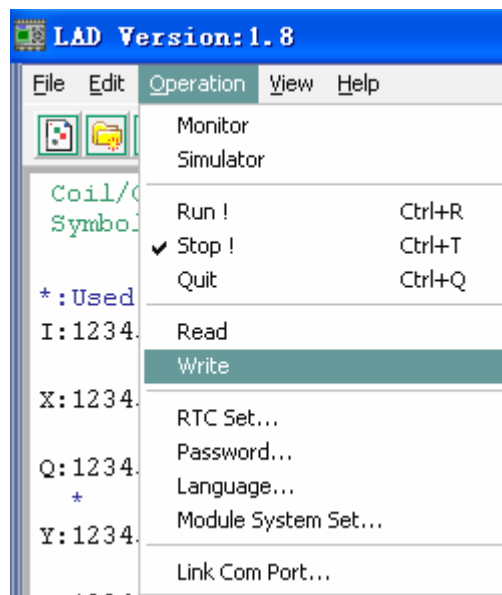 LAD Version:1.8
File Edit Operation View Help
Monitor
Simulator
Coil/
Symbol
Run ! Ctrl+R
Stop ! Ctrl+T
Quit Ctrl+Q
*:Used
I:1234.
Read
Write
X:1234.
RTC Set...
Password...
Q:1234.
Language...
*
Module System Set...
Y:1234.
Link Com Port...